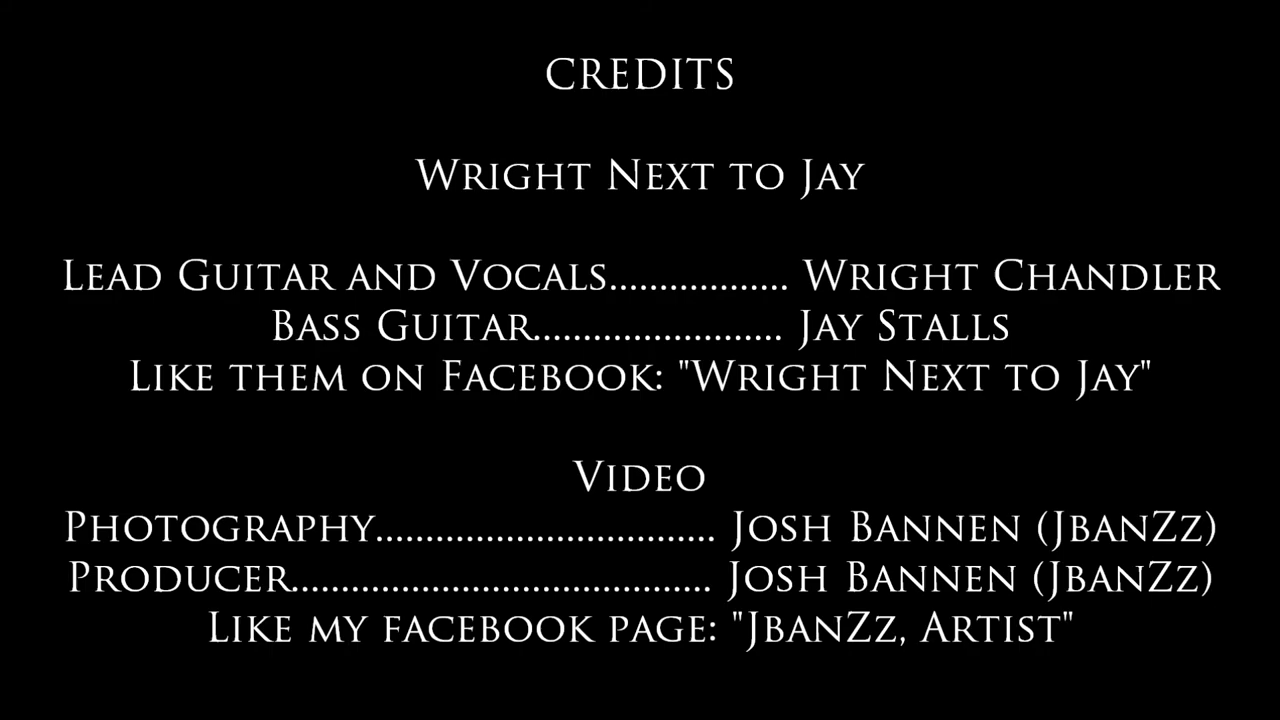 CREDITS
Wright Next to Jay
Lead Guitar and Vocals.................. Wright Chandler
Bass Guitar......................... Jay Stalls
Like them on Facebook: "Wright Next to Jay"
Video
Photography.................................. Josh Bannen (JbanZz)
Producer.......................................... Josh Bannen (JbanZz)
Like my facebook page: "JbanZz, Artist"